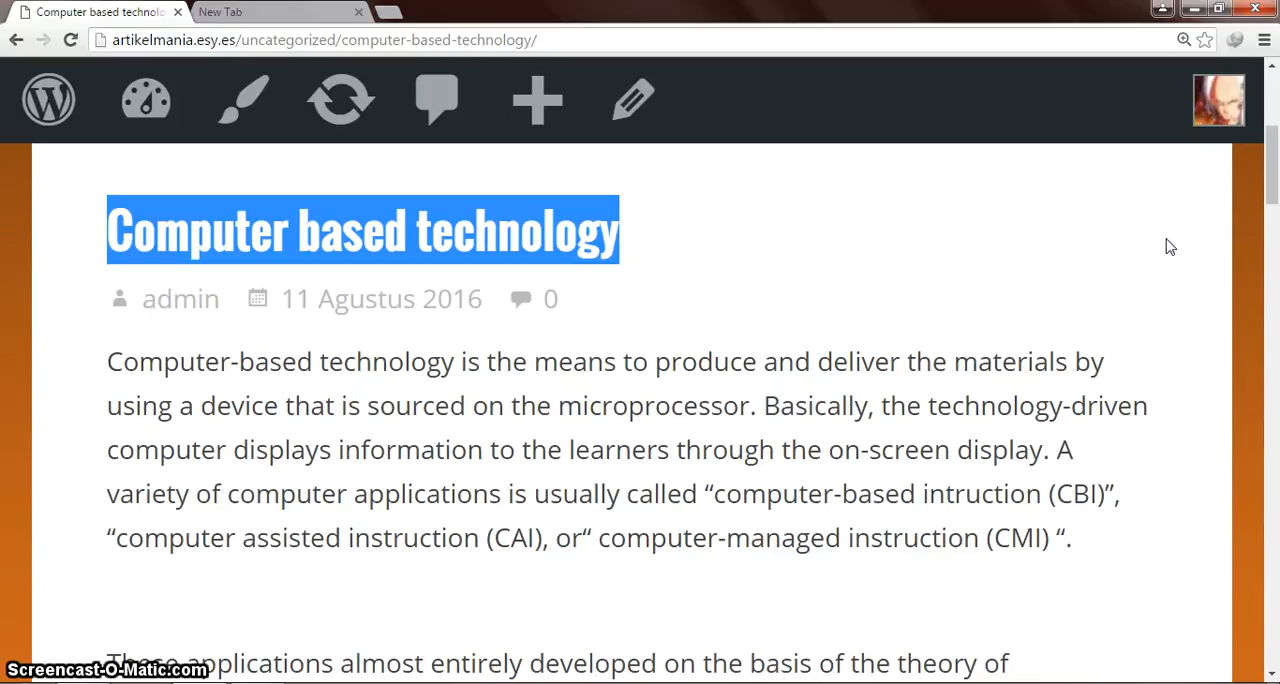 Computer based technolo
New Tab
artikelmania.esy.es/uncategorized/computer-based-technology/
Computer based technology
admin 11 Agustus 2016 0
Computer-based technology is the means to produce and deliver the materials by
using a device that is sourced on the microprocessor. Basically, the technology-driven
computer displays information to the learners through the on-screen display. A
variety of computer applications is usually called “computer-based intruction (CBI)”,
“computer assisted instruction (CAI), or“ computer-managed instruction (CMI) “.
These applications almost entirely developed on the basis of the theory of
Screencast-O-Matic.com